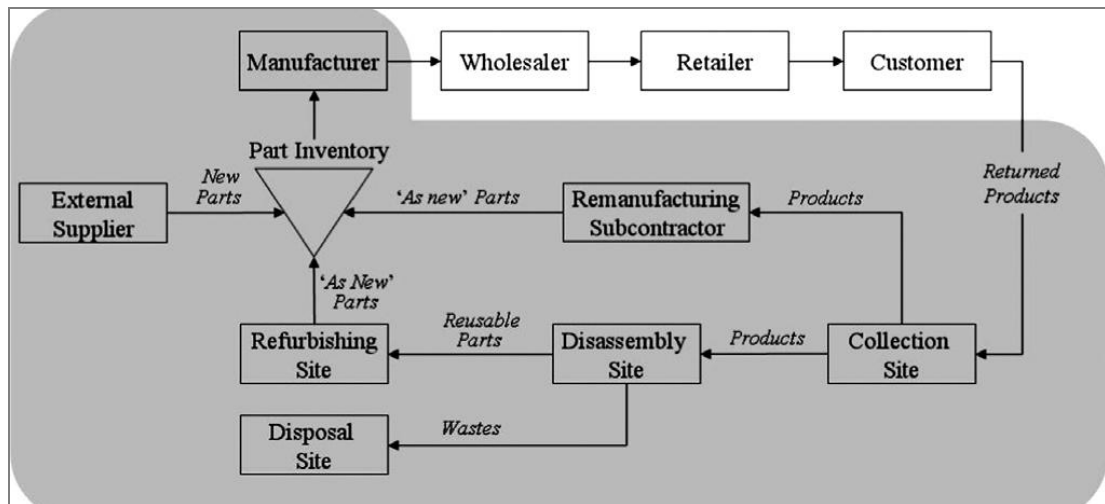 Manufacturer
Wholesaler
Retailer
Customer
Part Inventory
Returned
Products
New
Parts
'As new' Parts
Products
External
Supplier
Remanufacturing
Subcontractor
'As New'
Parts
Reusable
Parts
Products
Refurbishing
Site
Disassembly
Site
Collection
Site
Wastes
Disposal
Site